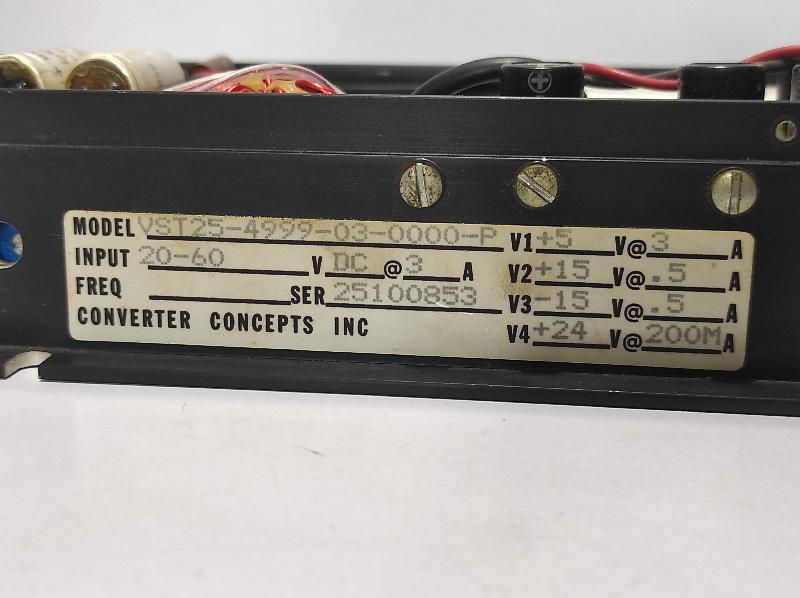 MODEL VST25-4999-03-0000-P V1 +5 V@ 3 A
INPUT 20-60 V DC @ 3 A V2 +15 V@ .5 A
FREQ SER 25100853 V3 -15 V@ .5 A
CONVERTER CONCEPTS INC V4 +24 V@ 200M A